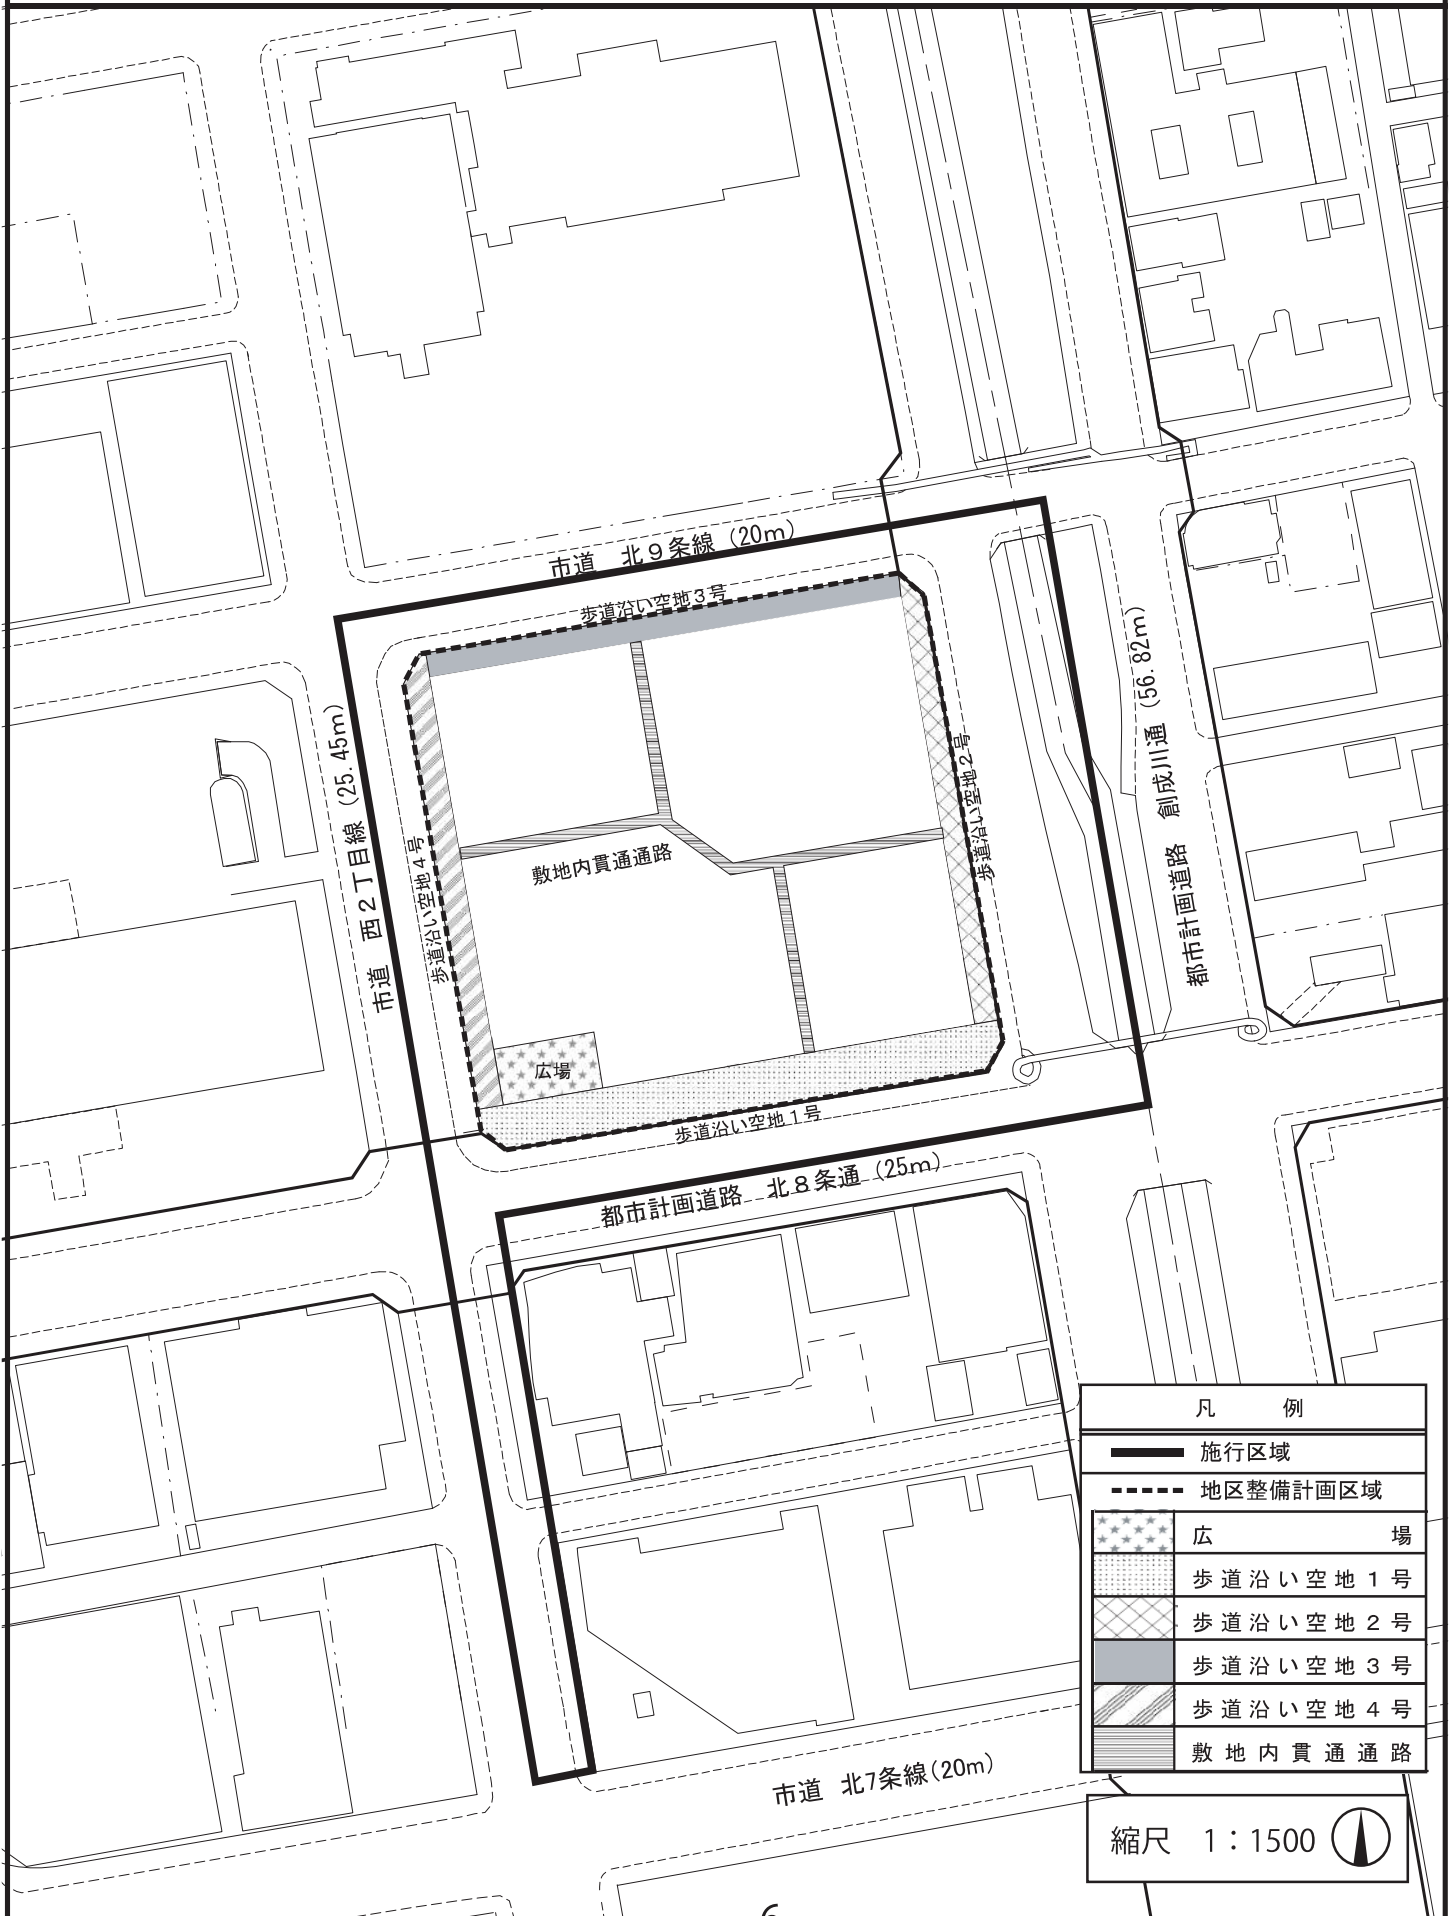 市道 北9条線 (20m)
歩道沿い空地3号
市道 西2丁目線 (25.45m)
歩道沿い空地4号
敷地内貫通通路
歩道沿い空地2号
都市計画道路 創成川通 (56.82m)
広場
歩道沿い空地1号
都市計画道路 北8条通 (25m)
市道 北7条線(20m)
凡 例
施行区域
地区整備計画区域
広 場
歩道沿い空地1号
歩道沿い空地2号
歩道沿い空地3号
歩道沿い空地4号
敷地内貫通通路
縮尺 1:1500